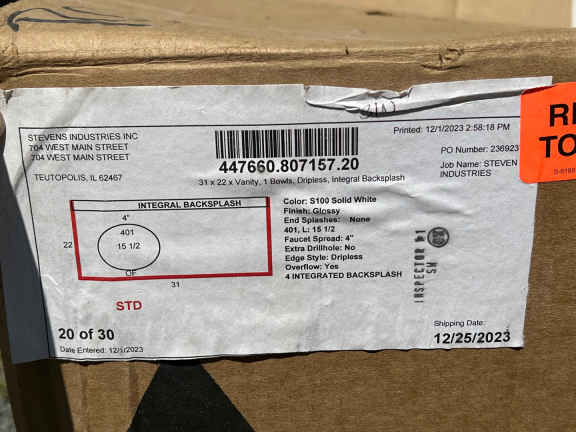 STEVENS INDUSTRIES INC
704 WEST MAIN STREET
704 WEST MAIN STREET
TEUTOPOLIS, IL 62467
447660.807157.20
31 x 22 x Vanity, 1 Bowls, Dripless, Integral Backsplash
Printed: 12/1/2023 2:58:18 PM
PO Number: 236923
Job Name: STEVEN
INDUSTRIES
INTEGRAL BACKSPLASH
4"
401
15 1/2
OF
22
31
STD
Color: S100 Solid White
Finish: Glossy
End Splashes: None
401, L: 15 1/2
Faucet Spread: 4"
Extra Drillhole: No
Edge Style: Dripless
Overflow: Yes
4 INTEGRATED BACKSPLASH
INSPECTOR #1
SM
20 of 30
Date Entered: 12/1/2023
Shipping Date:
12/25/2023
TO